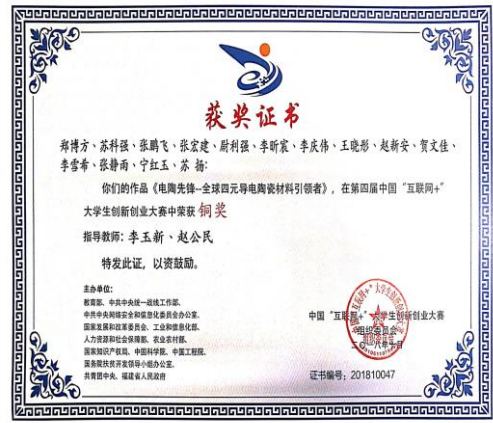 获奖证书
郑博方、苏科强、张鹏飞、张宏建、尉利强、李昕宸、李庆伟、王晓彤、赵新安、贺文佳、
李雪希、张静雨、宁红玉、苏 扬：
你们的作品《电陶先锋--全球四元导电陶瓷材料引领者》，在第四届中国“互联网+”
大学生创新创业大赛中荣获 铜奖
指导教师：李玉新、赵公民
特发此证，以资鼓励。
主办单位：
教育部、中共中央统一战线工作部、
中共中央网络安全和信息化委员会办公室、
国家发展和改革委员会、工业和信息化部、
人力资源和社会保障部、农业农村部、
国家知识产权局、中国科学院、中国工程院、
国务院扶贫开发领导小组办公室、
共青团中央、福建省人民政府
中国“互联网+”大学生创新创业大赛
组织委员会
二〇一八年十月
证书编号：201810047